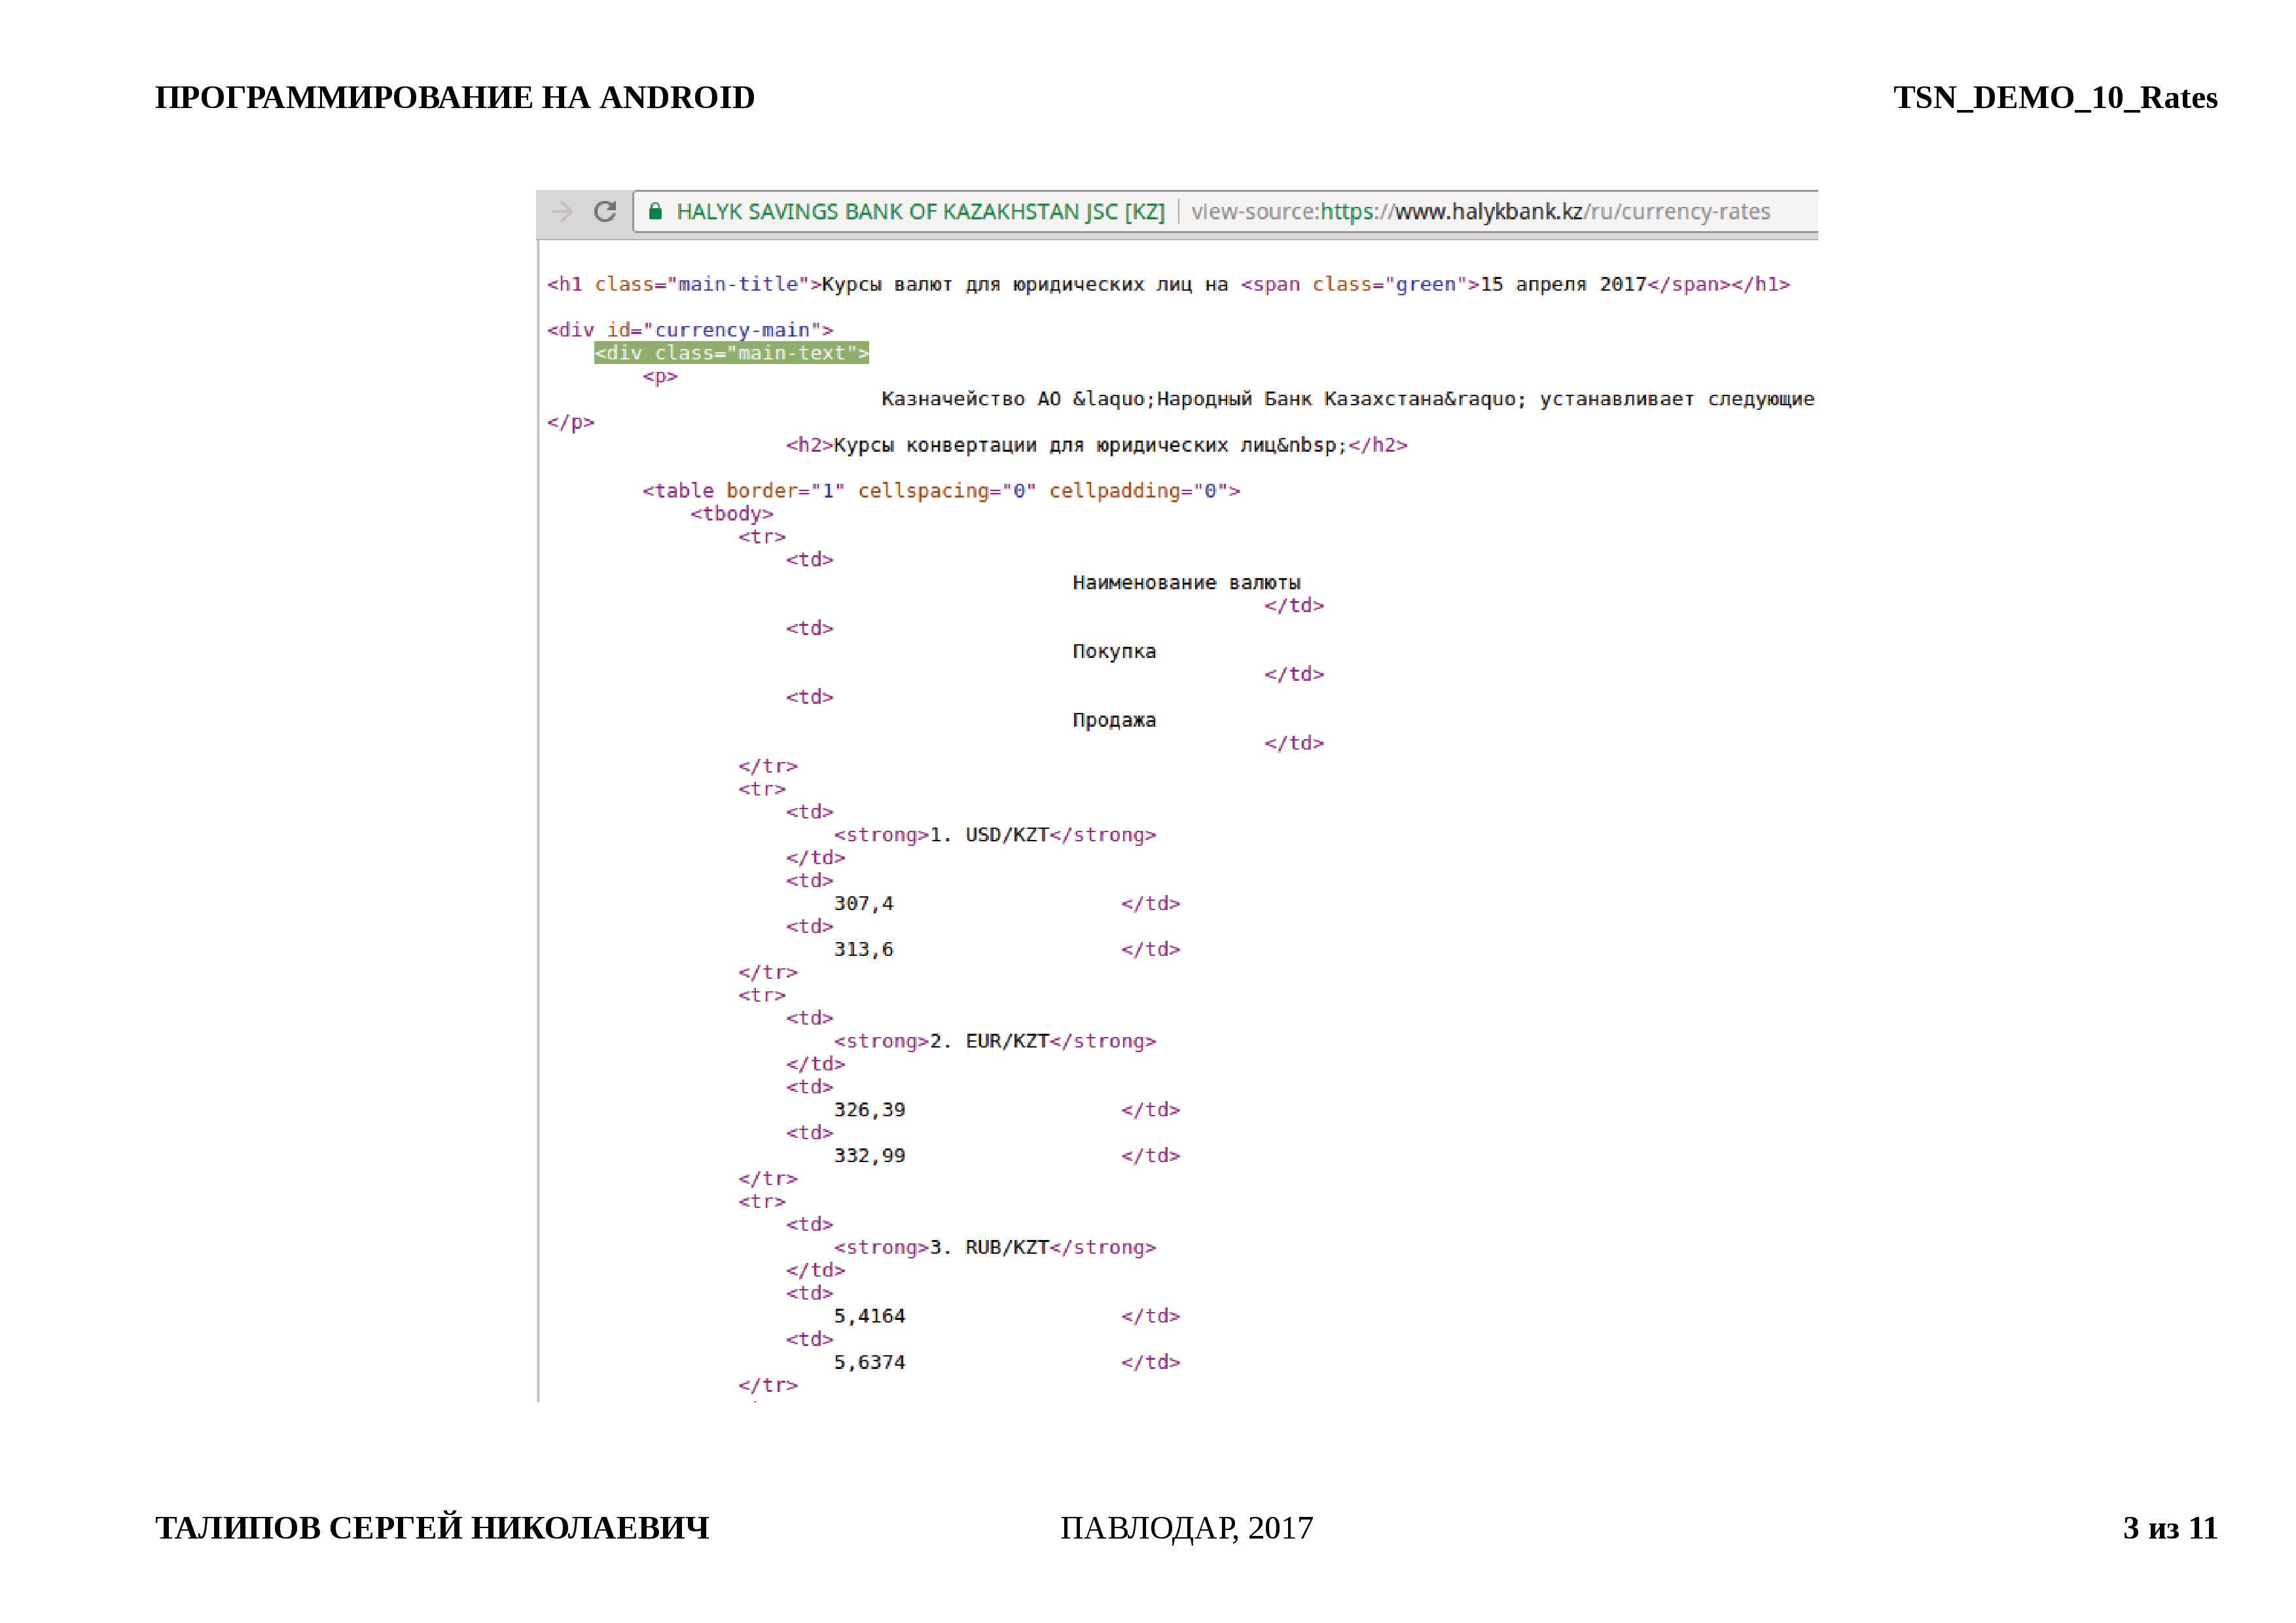 ПРОГРАММИРОВАНИЕ НА ANDROID TSN_DEMO_10_Rates
HALYK SAVINGS BANK OF KAZAKHSTAN JSC [KZ] view-source:https://www.halykbank.kz/ru/currency-rates
<h1 class="main-title">Курсы валют для юридических лиц на <span class="green">15 апреля 2017</span></h1>
<div id="currency-main">
<div class="main-text">
<p>
Казначейство АО &laquo;Народный Банк Казахстана&raquo; устанавливает следующие
</p>
<h2>Курсы конвертации для юридических лиц&nbsp;</h2>
<table border="1" cellspacing="0" cellpadding="0">
<tbody>
<tr>
<td>
Наименование валюты
</td>
<td>
Покупка
</td>
<td>
Продажа
</td>
</tr>
<tr>
<td>
<strong>1. USD/KZT</strong>
</td>
<td>
307,4 </td>
<td>
313,6 </td>
</tr>
<tr>
<td>
<strong>2. EUR/KZT</strong>
</td>
<td>
326,39 </td>
<td>
332,99 </td>
</tr>
<tr>
<td>
<strong>3. RUB/KZT</strong>
</td>
<td>
5,4164 </td>
<td>
5,6374 </td>
</tr>
ТАЛИПОВ СЕРГЕЙ НИКОЛАЕВИЧ ПАВЛОДАР, 2017 3 из 11